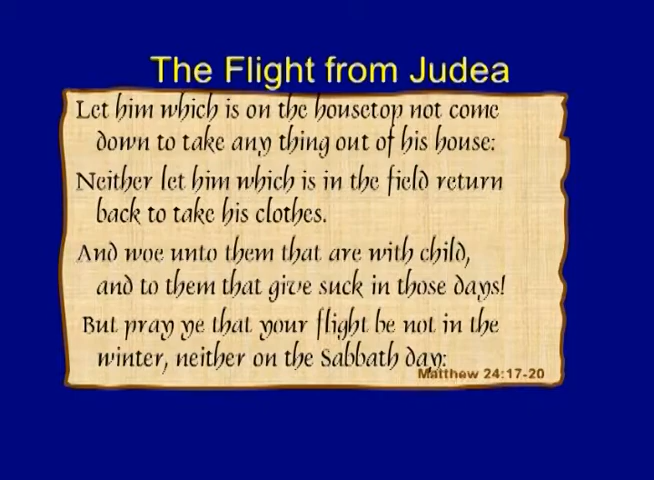 The Flight from Judea
Let him which is on the housetop not come
down to take any thing out of his house:
Neither let him which is in the field return
back to take his clothes.
And woe unto them that are with child,
and to them that give suck in those days!
But pray ye that your flight be not in the
winter, neither on the Sabbath day:
Matthew 24:17-20